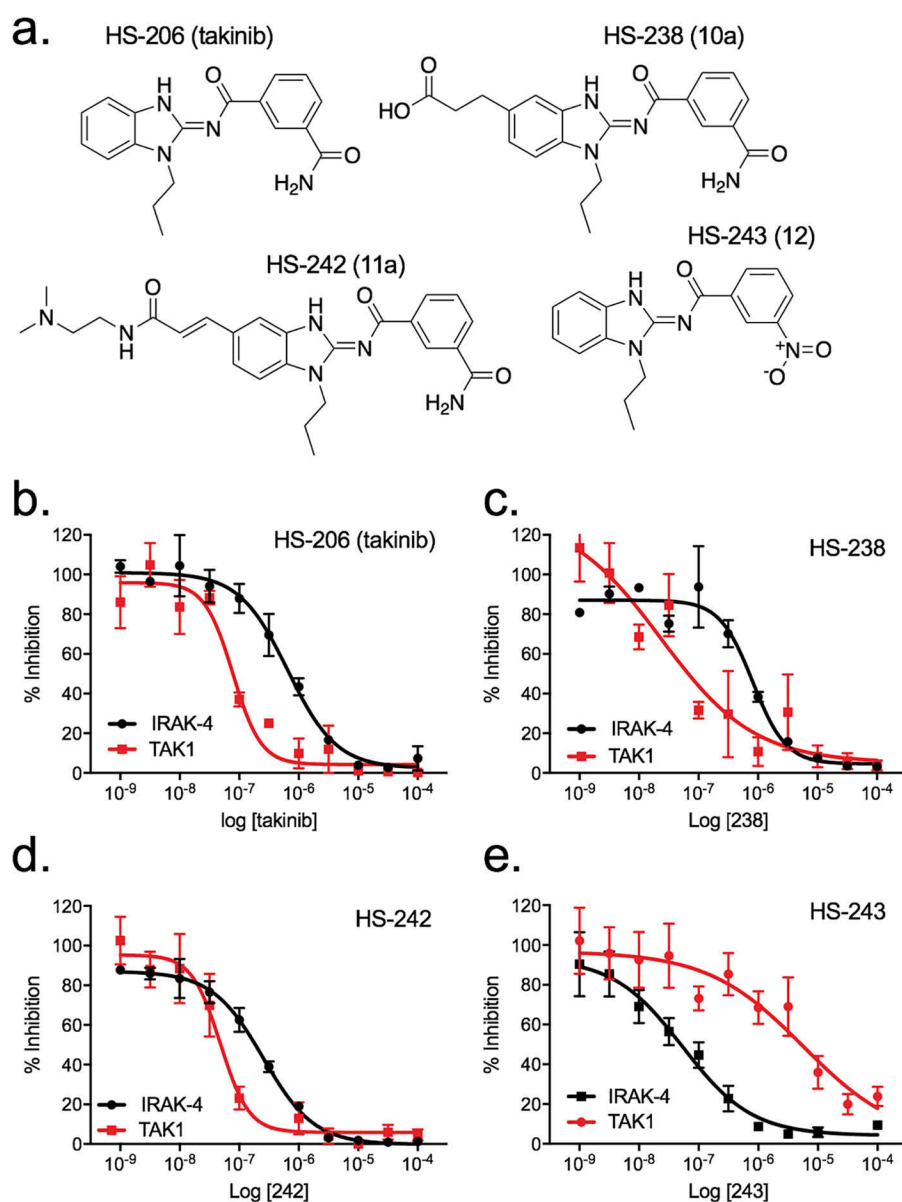 a.
HS-206 (takinib)
HS-238 (10a)
H
N
O
N
N
O
H₂N
O
HO
H
N
O
N
N
O
H₂N
HS-242 (11a)
HS-243 (12)
N
O
N
H
H
N
O
N
N
O
H₂N
H
N
O
N
N
+
N=O
-O
b.
HS-206 (takinib)
% Inhibition
120
100
80
60
40
20
0
IRAK-4
TAK1
10⁻⁹ 10⁻⁸ 10⁻⁷ 10⁻⁶ 10⁻⁵ 10⁻⁴
log [takinib]
c.
HS-238
% Inhibition
120
100
80
60
40
20
0
IRAK-4
TAK1
10⁻⁹ 10⁻⁸ 10⁻⁷ 10⁻⁶ 10⁻⁵ 10⁻⁴
Log [238]
d.
HS-242
% Inhibition
120
100
80
60
40
20
0
IRAK-4
TAK1
10⁻⁹ 10⁻⁸ 10⁻⁷ 10⁻⁶ 10⁻⁵ 10⁻⁴
Log [242]
e.
HS-243
% Inhibition
120
100
80
60
40
20
0
IRAK-4
TAK1
10⁻⁹ 10⁻⁸ 10⁻⁷ 10⁻⁶ 10⁻⁵ 10⁻⁴
Log [243]